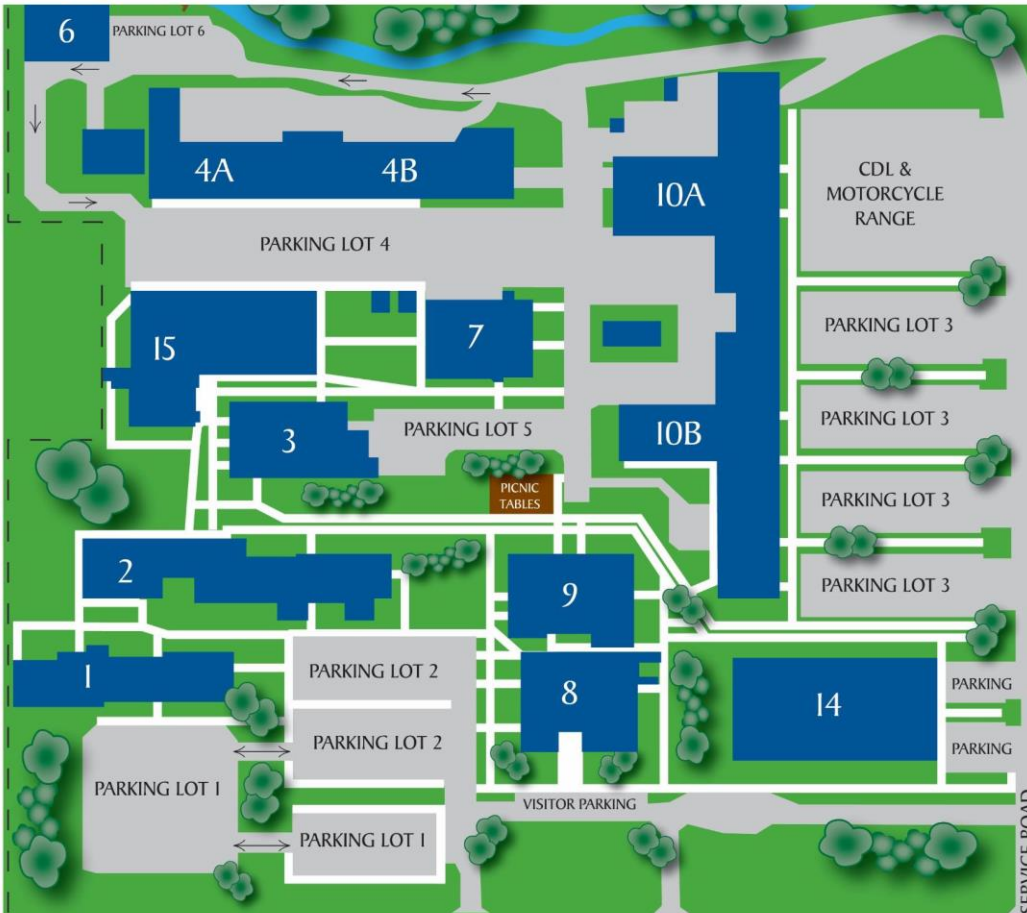 6
PARKING LOT 6
4A
4B
10A
CDL &
MOTORCYCLE
RANGE
PARKING LOT 4
15
7
PARKING LOT 3
3
PARKING LOT 5
10B
PARKING LOT 3
PICNIC
TABLES
PARKING LOT 3
2
9
PARKING LOT 3
1
PARKING LOT 2
8
14
PARKING
PARKING LOT 2
PARKING
PARKING LOT 1
VISITOR PARKING
PARKING LOT 1
SERVICE ROAD